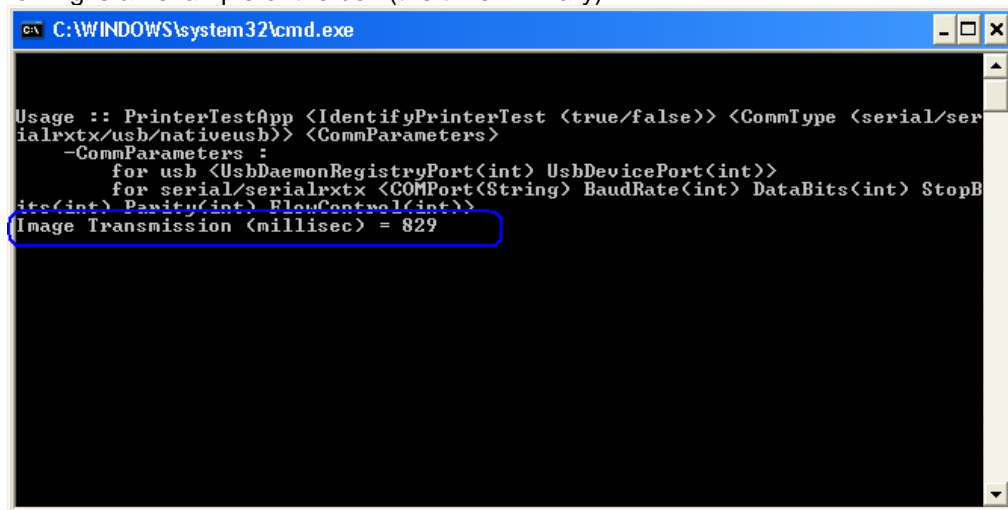 C:\WINDOWS\system32\cmd.exe
Usage :: PrinterTestApp <IdentifyPrinterTest (true/false)> <CommType (serial/ser
ialrxtx/usb/nativeusb)> <CommParameters>
-CommParameters :
for usb <UsbDaemonRegistryPort(int) UsbDevicePort(int)>
for serial/serialrxtx <COMPort(String) BaudRate(int) DataBits(int) StopB
its(int) Parity(int) FlowControl(int)>
Image Transmission (millisec) = 829